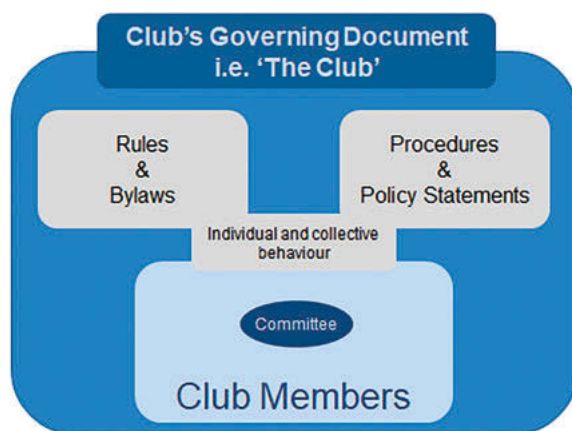 Club's Governing Document
i.e. 'The Club'
Rules
&
Bylaws
Procedures
&
Policy Statements
Individual and collective
behaviour
Committee
Club Members